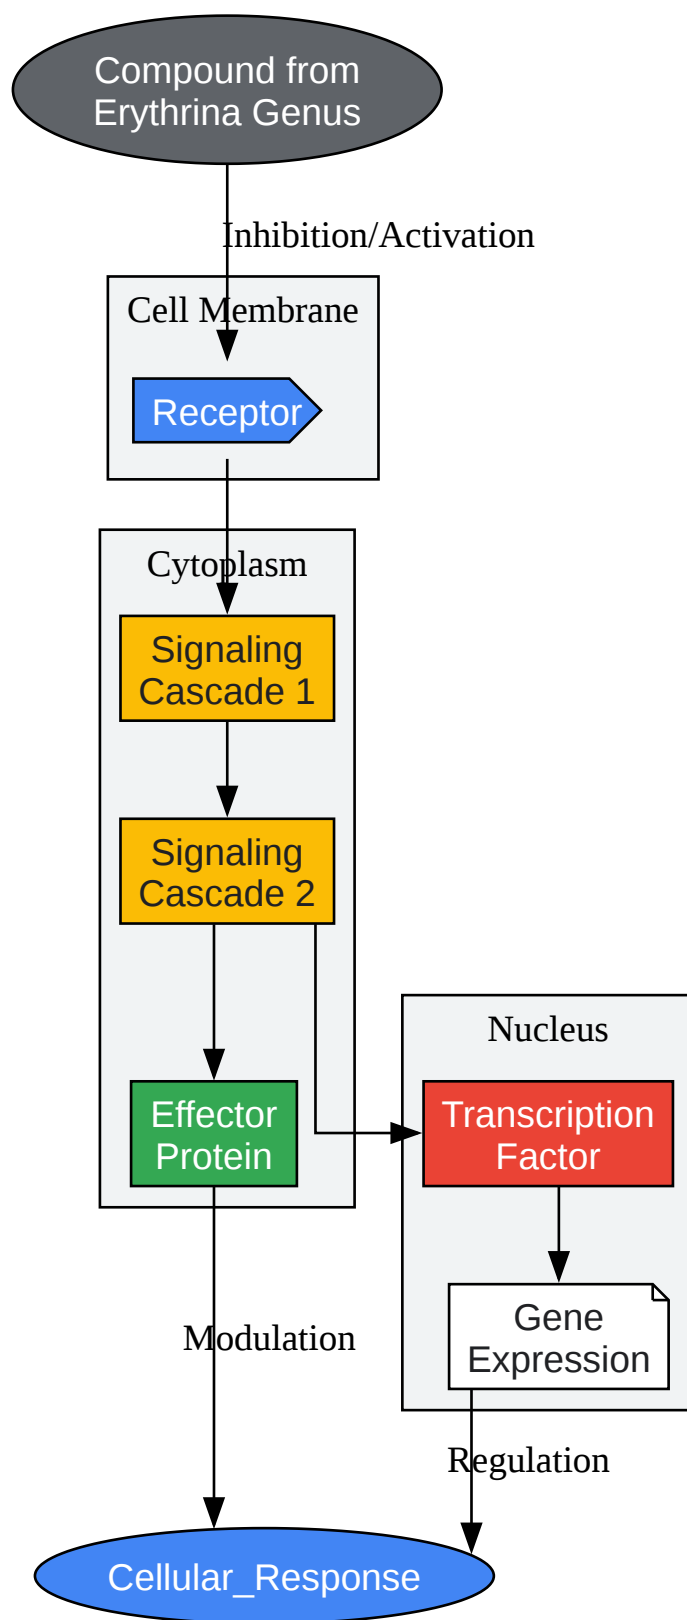 Compound from
Erythrina Genus
Inhibition/Activation
Cell Membrane
Receptor
Cytoplasm
Signaling
Cascade 1
Signaling
Cascade 2
Nucleus
Effector
Protein
Transcription
Factor
Gene
Expression
Modulation
Regulation
Cellular_Response